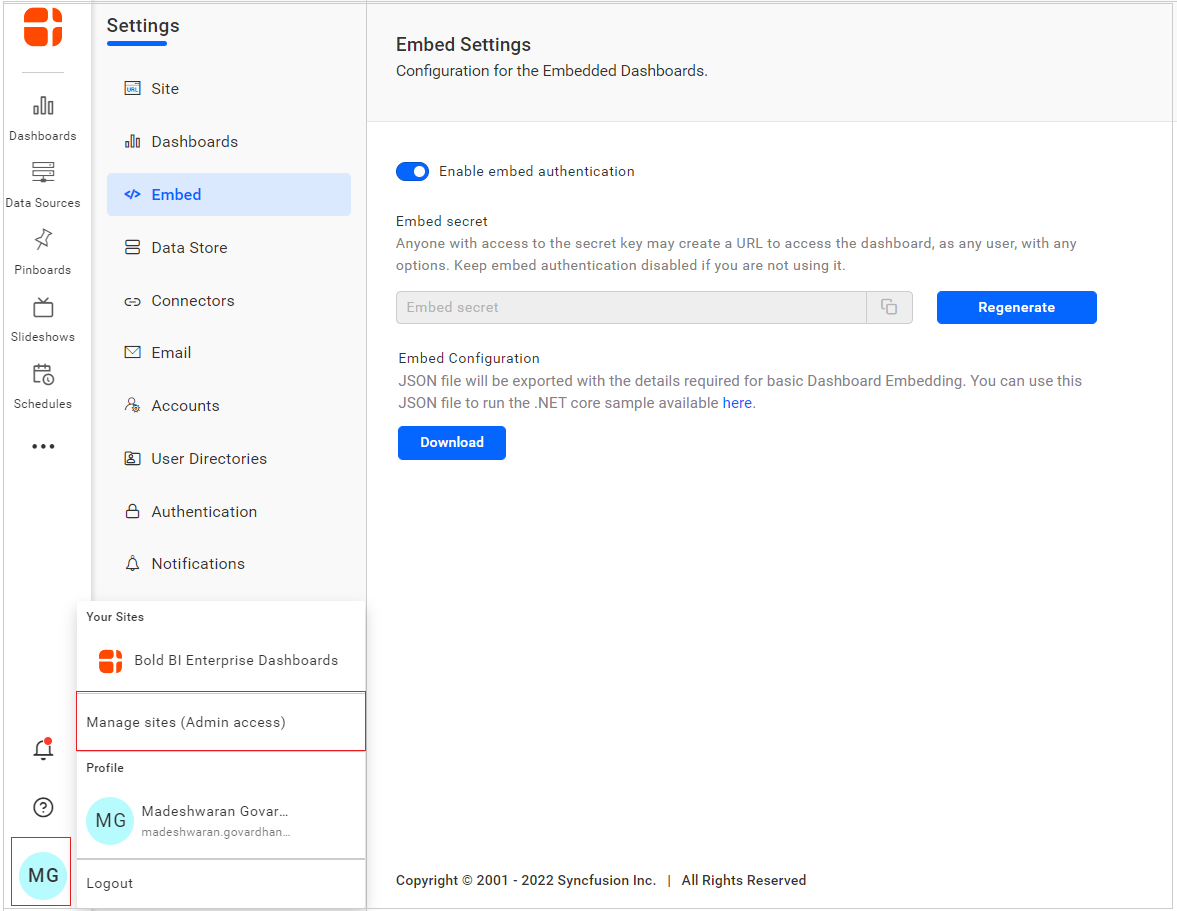 Dashboards
Data Sources
Pinboards
Slideshows
Schedules
MG
Settings
URL
Site
Dashboards
Embed
Data Store
Connectors
Email
Accounts
User Directories
Authentication
Notifications
Your Sites
Bold BI Enterprise Dashboards
Manage sites (Admin access)
Profile
MG
Madeshwaran Govar...
madeshwaran.govardhan...
Logout
Embed Settings
Configuration for the Embedded Dashboards.
Enable embed authentication
Embed secret
Anyone with access to the secret key may create a URL to access the dashboard, as any user, with any
options. Keep embed authentication disabled if you are not using it.
Embed secret
Regenerate
Embed Configuration
JSON file will be exported with the details required for basic Dashboard Embedding. You can use this
JSON file to run the .NET core sample available here.
Download
Copyright © 2001 - 2022 Syncfusion Inc. | All Rights Reserved